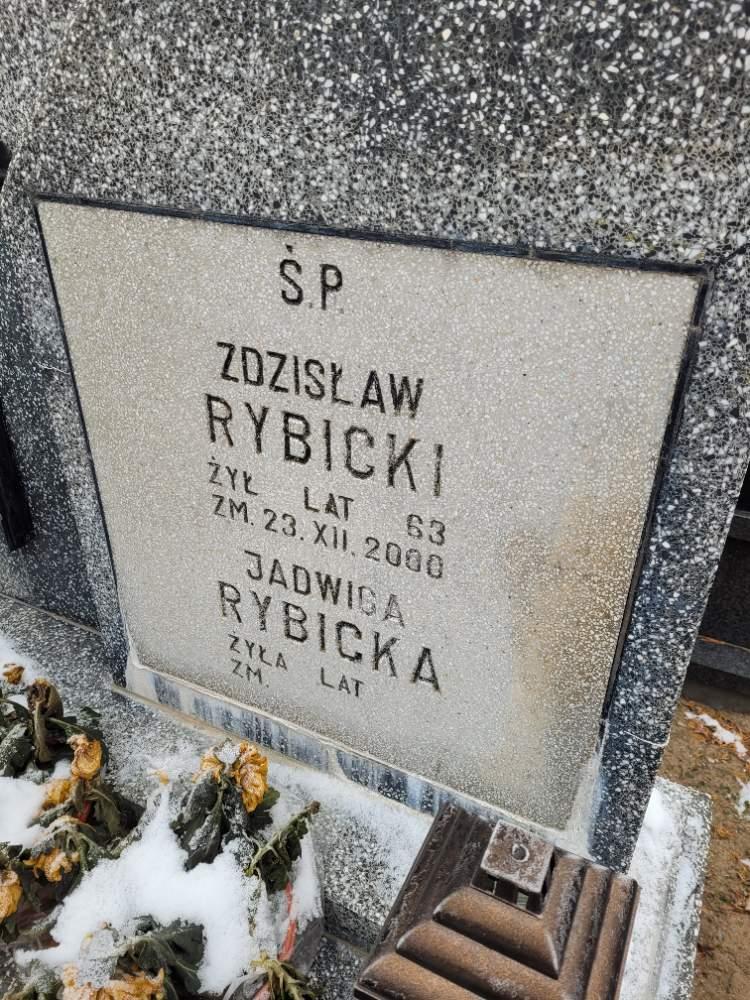 Ś.P.
ZDZISŁAW
RYBICKI
ŻYŁ LAT 63
ZM. 23.XII.2000
JADWIGA
RYBICKA
ŻYŁA LAT
ZM.